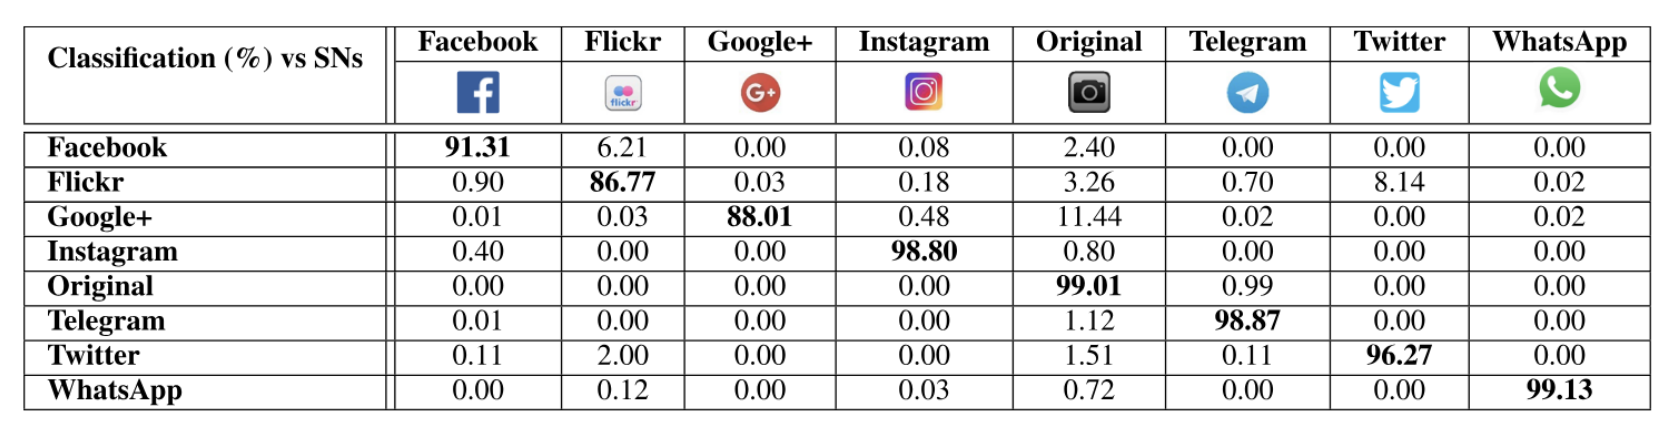 Classification (%) vs SNs Facebook Flickr Google+ Instagram Original Telegram Twitter WhatsApp
f flickr G+
Facebook 91.31 6.21 0.00 0.08 2.40 0.00 0.00 0.00
Flickr 0.90 86.77 0.03 0.18 3.26 0.70 8.14 0.02
Google+ 0.01 0.03 88.01 0.48 11.44 0.02 0.00 0.02
Instagram 0.40 0.00 0.00 98.80 0.80 0.00 0.00 0.00
Original 0.00 0.00 0.00 0.00 99.01 0.99 0.00 0.00
Telegram 0.01 0.00 0.00 0.00 1.12 98.87 0.00 0.00
Twitter 0.11 2.00 0.00 0.00 1.51 0.11 96.27 0.00
WhatsApp 0.00 0.12 0.00 0.03 0.72 0.00 0.00 99.13